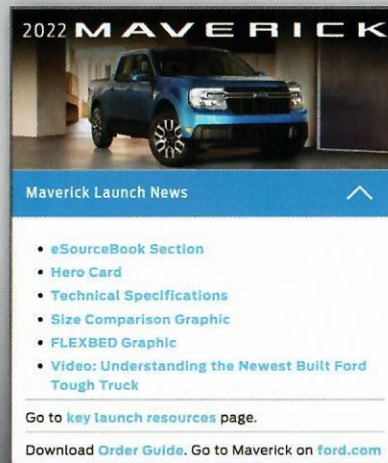 2022 MAVERICK
Maverick Launch News
• eSourceBook Section
• Hero Card
• Technical Specifications
• Size Comparison Graphic
• FLEXBED Graphic
• Video: Understanding the Newest Built Ford
Tough Truck
Go to key launch resources page.
Download Order Guide. Go to Maverick on ford.com